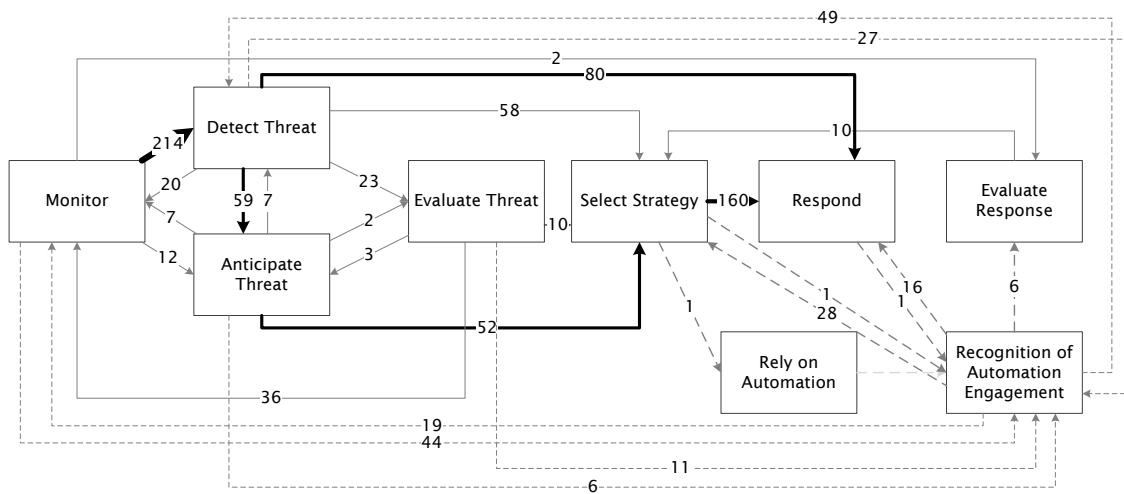 49
27
2
80
Detect Threat
58
10
214
Monitor
20
59
7
23
7
2
Evaluate Threat
10
Select Strategy
160
Respond
Evaluate
Response
12
Anticipate
Threat
3
1
1
28
16
1
6
52
Rely on
Automation
Recognition of
Automation
Engagement
36
19
44
11
6